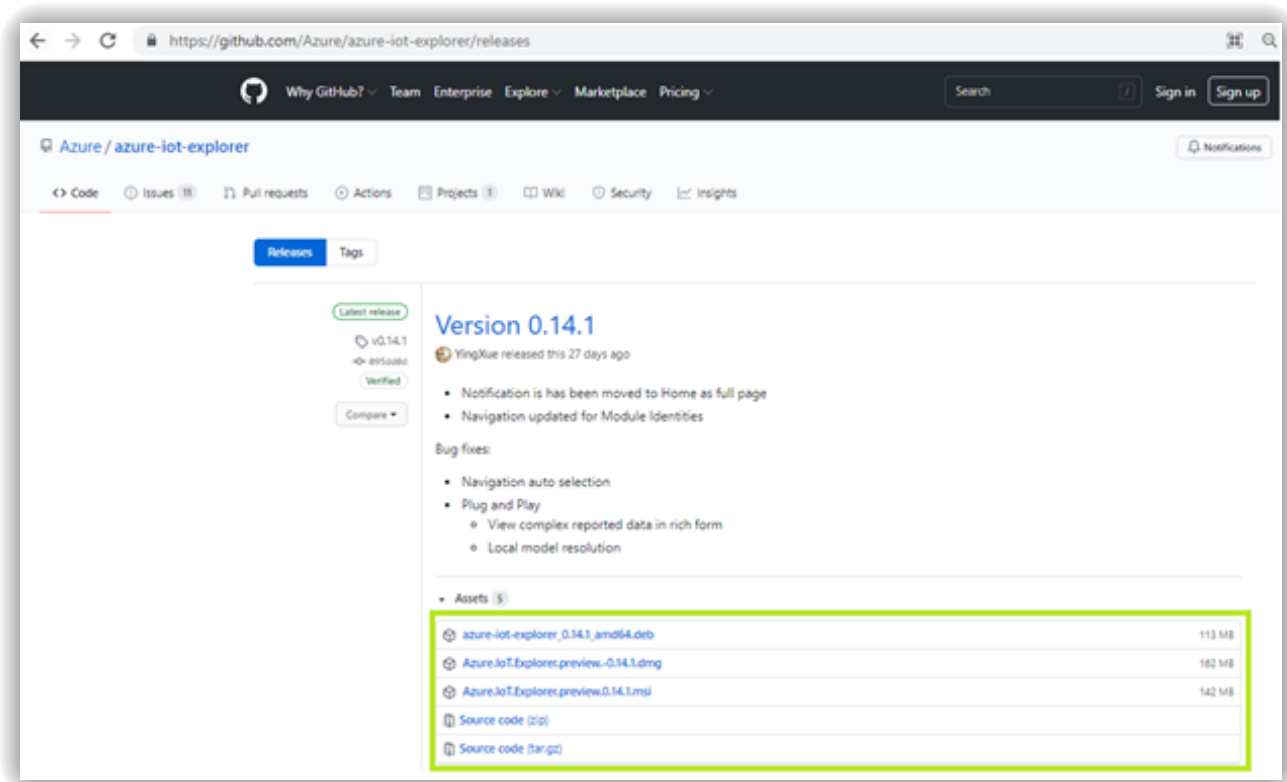 https://github.com/Azure/azure-iot-explorer/releases
Why GitHub? Team Enterprise Explore Marketplace Pricing Search / Sign in Sign up
Azure / azure-iot-explorer Notifications
<> Code Issues 11 Pull requests Actions Projects 1 Wiki Security Insights
Releases Tags
Latest release
v0.14.1
Verified
Compare
Version 0.14.1
YingXue released this 27 days ago
• Notification is has been moved to Home as full page
• Navigation updated for Module Identities
Bug fixes:
• Navigation auto selection
• Plug and Play
View complex reported data in rich form
Local model resolution
Assets 5
azure-iot-explorer_0.14.1_amd64.deb 113 MB
Azure.IoT.Explorer.preview.-0.14.1.dmg 162 MB
Azure.IoT.Explorer.preview.0.14.1.msi 142 MB
Source code (zip)
Source code (tar.gz)